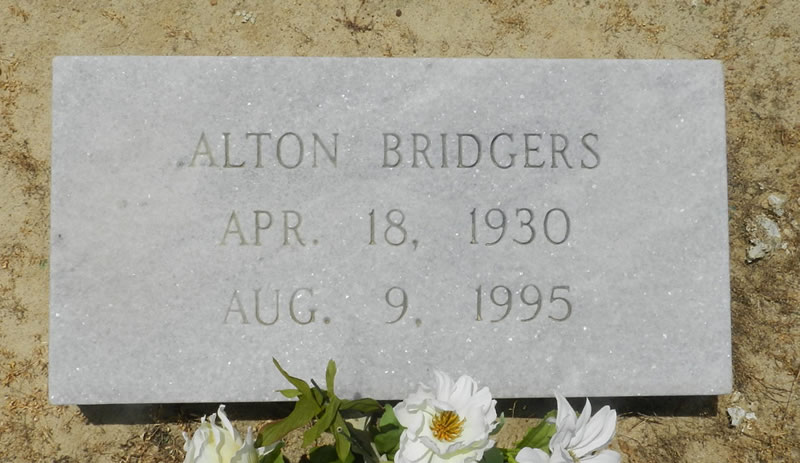 ALTON BRIDGERS
APR. 18, 1930
AUG. 9, 1995